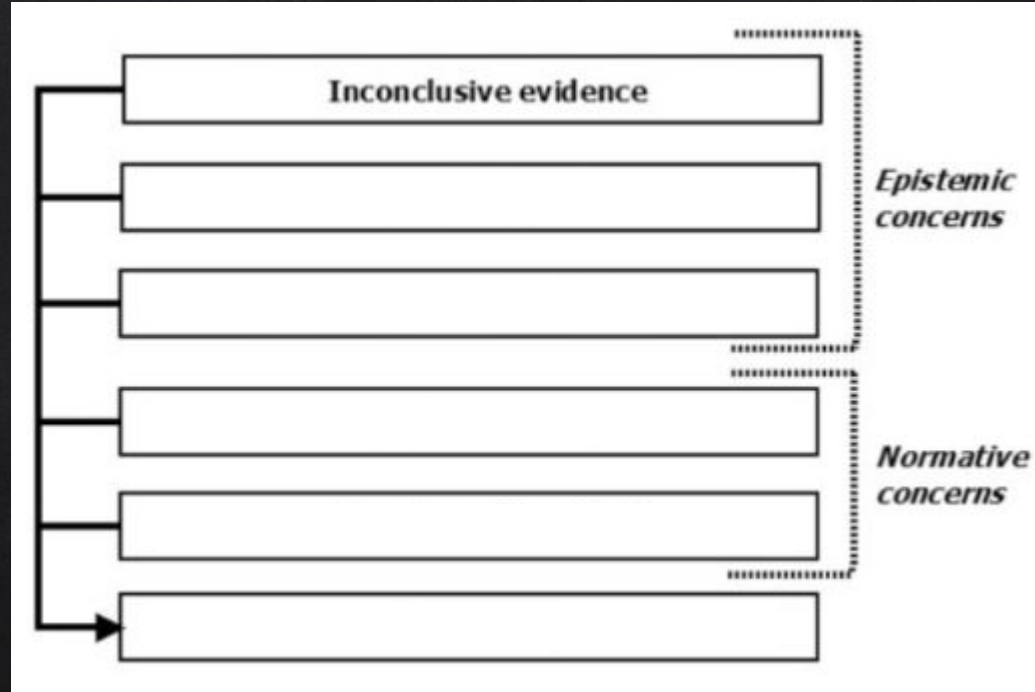 Inconclusive evidence
Epistemic
concerns
Normative
concerns